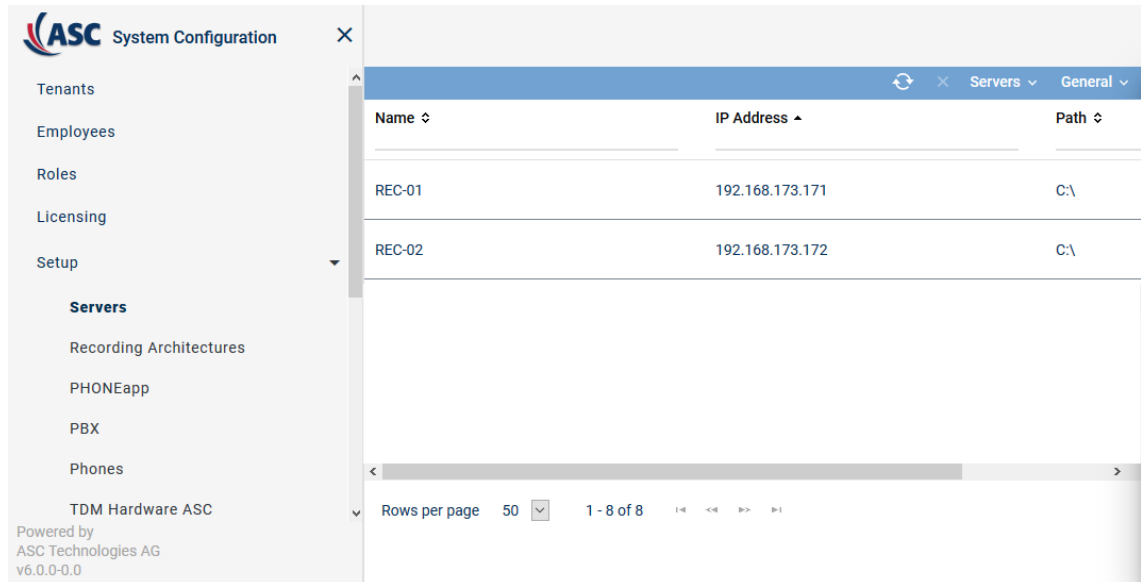 ASC System Configuration
Tenants
Employees
Roles
Licensing
Setup
Servers
Recording Architectures
PHONEapp
PBX
Phones
TDM Hardware ASC
Powered by
ASC Technologies AG
v6.0.0-0.0
Servers General
Name IP Address Path
REC-01 192.168.173.171 C:\
REC-02 192.168.173.172 C:\
Rows per page 50 1 - 8 of 8